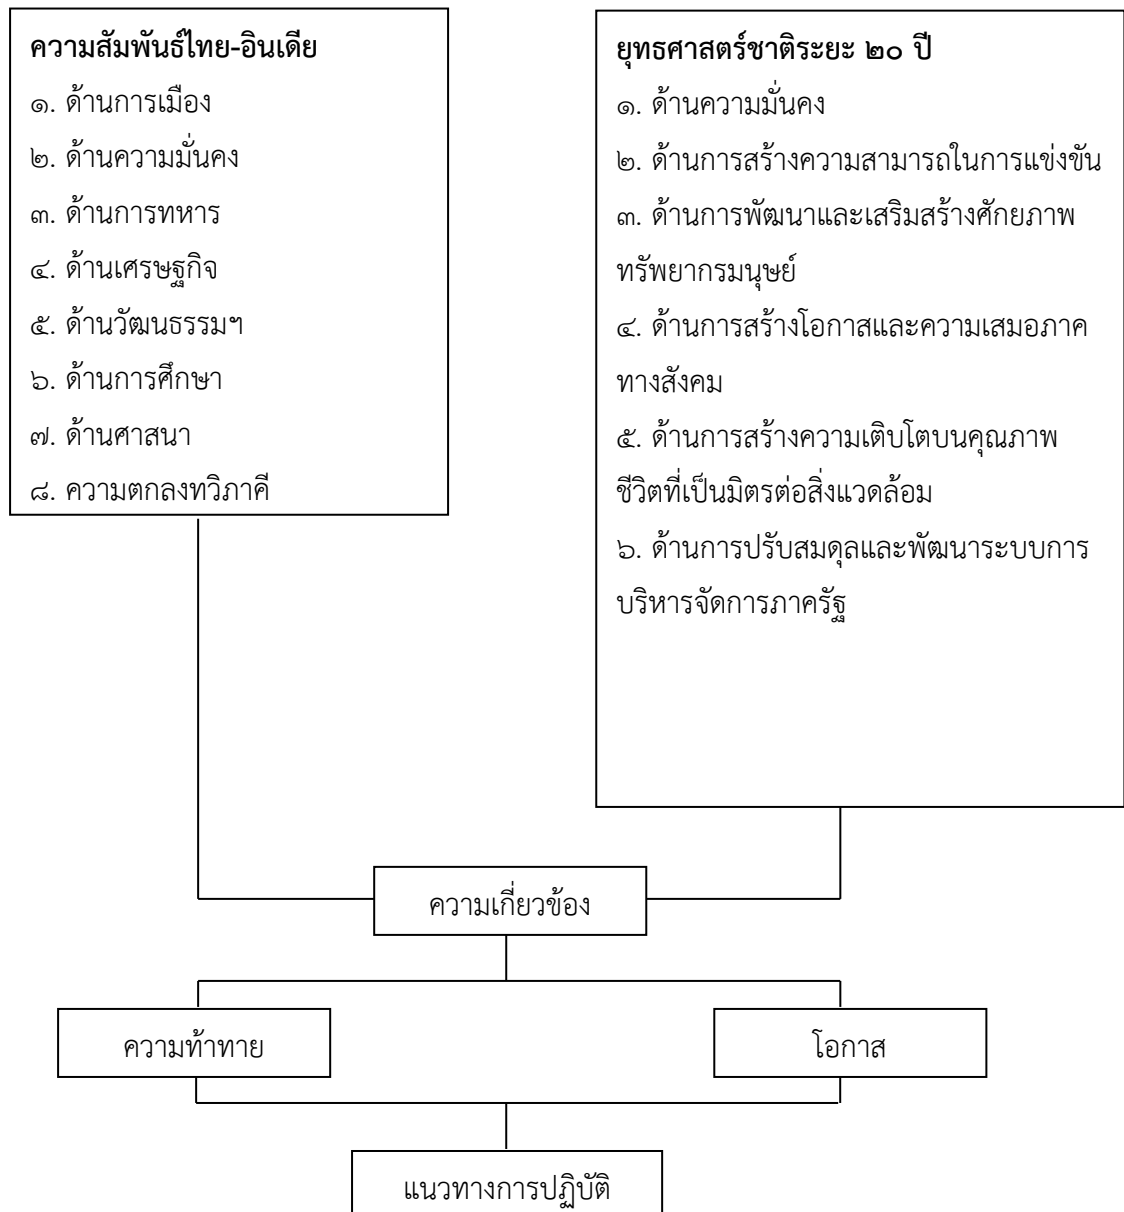 ความสัมพันธ์ไทย-อินเดีย
๑. ด้านการเมือง
๒. ด้านความมั่นคง
๓. ด้านการทหาร
๔. ด้านเศรษฐกิจ
๕. ด้านวัฒนธรรมฯ
๖. ด้านการศึกษา
๗. ด้านศาสนา
๘. ความตกลงทวิภาคี
ยุทธศาสตร์ชาติระยะ ๒๐ ปี
๑. ด้านความมั่นคง
๒. ด้านการสร้างความสามารถในการแข่งขัน
๓. ด้านการพัฒนาและเสริมสร้างศักยภาพ
ทรัพยากรมนุษย์
๔. ด้านการสร้างโอกาสและความเสมอภาค
ทางสังคม
๕. ด้านการสร้างความเติบโตบนคุณภาพ
ชีวิตที่เป็นมิตรต่อสิ่งแวดล้อม
๖. ด้านการปรับสมดุลและพัฒนาระบบการ
บริหารจัดการภาครัฐ
ความเกี่ยวข้อง
ความท้าทาย
โอกาส
แนวทางการปฏิบัติ